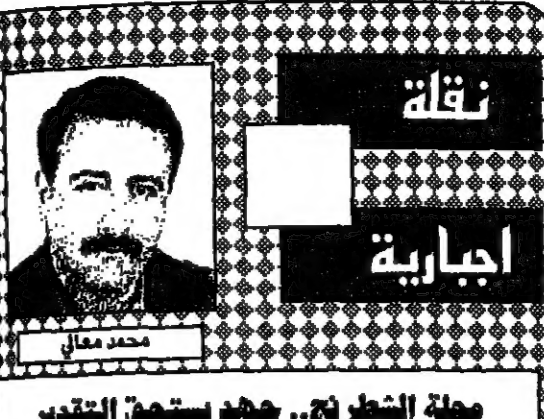 نقلة
اجبارية
محمد معالي
مجلة الشطرنج.. جهد يستحق التقدير